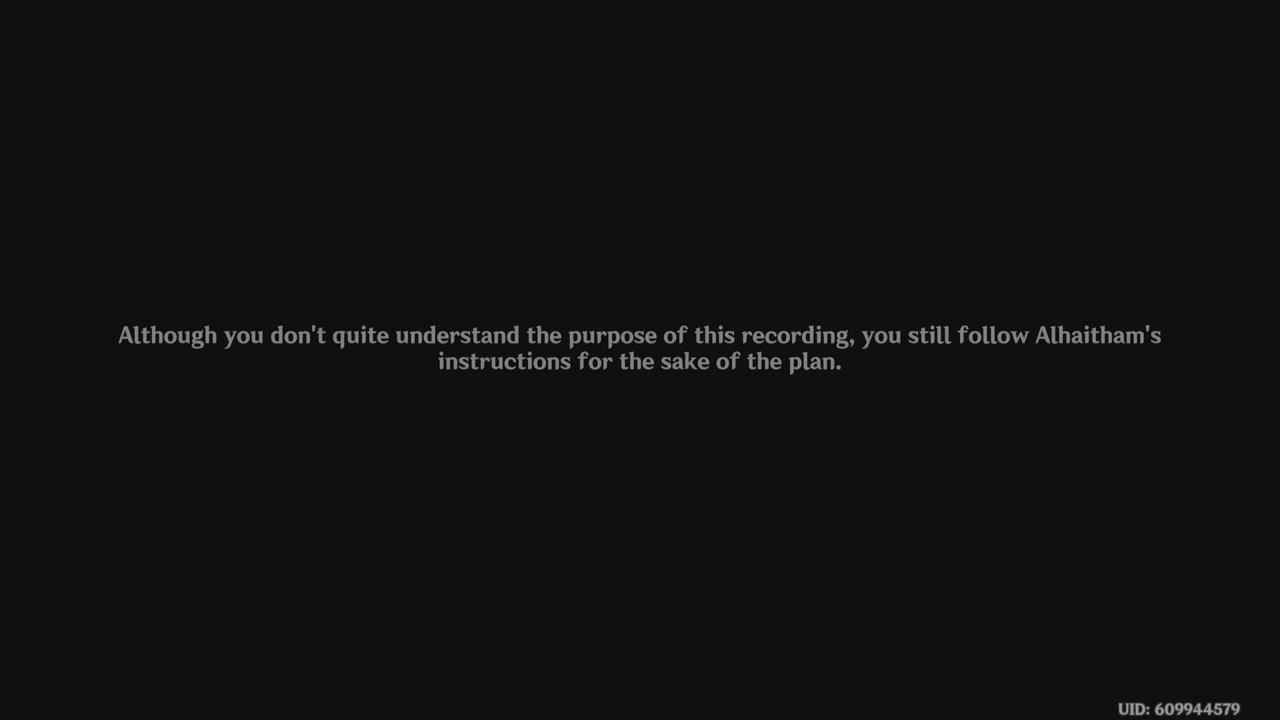 Although you don't quite understand the purpose of this recording, you still follow Alhaitham's
instructions for the sake of the plan.
UID: 609944579